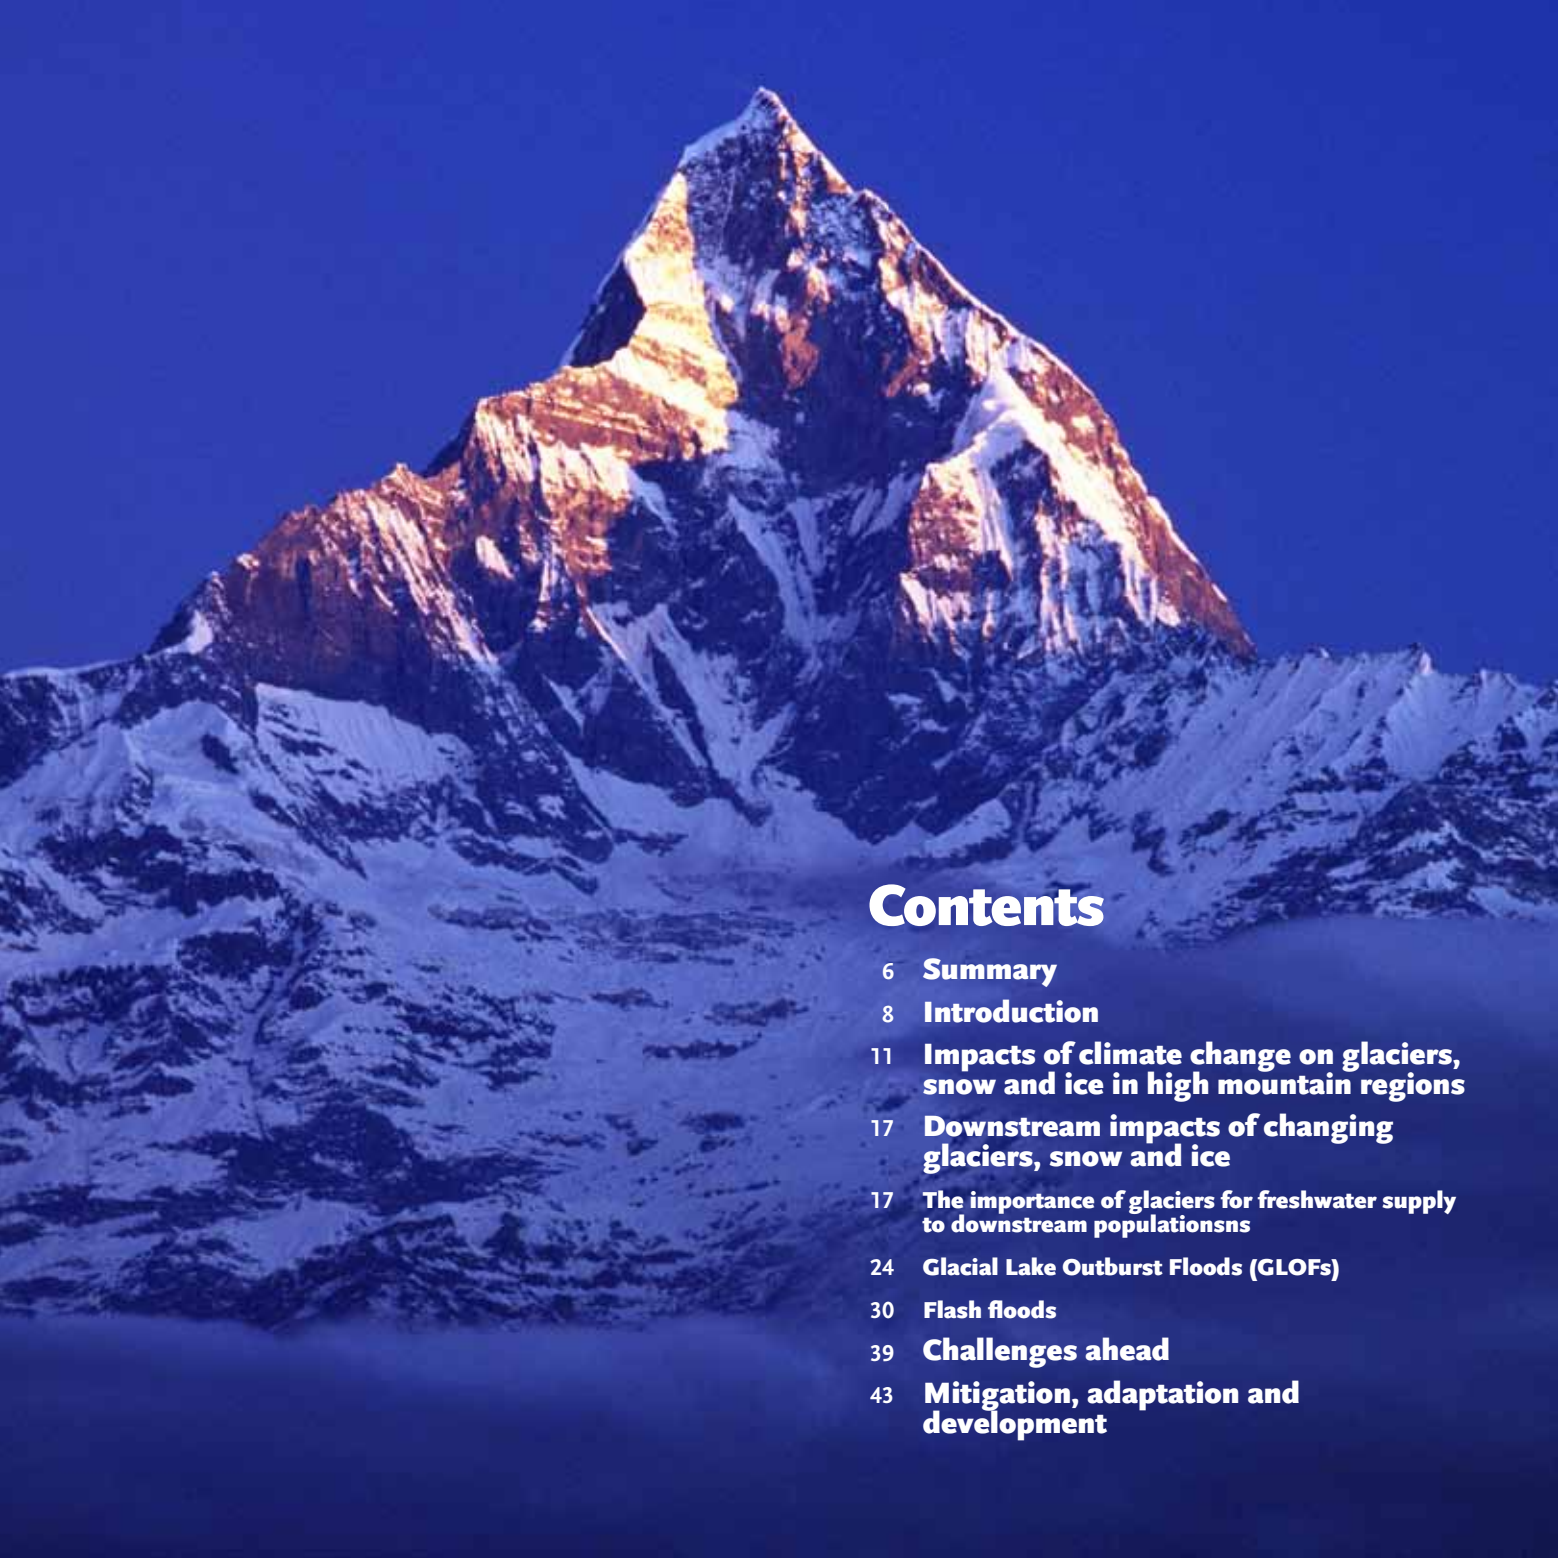 Contents
6 Summary
8 Introduction
11 Impacts of climate change on glaciers,
snow and ice in high mountain regions
17 Downstream impacts of changing
glaciers, snow and ice
17 The importance of glaciers for freshwater supply
to downstream populationsns
24 Glacial Lake Outburst Floods (GLOFs)
30 Flash floods
39 Challenges ahead
43 Mitigation, adaptation and
development